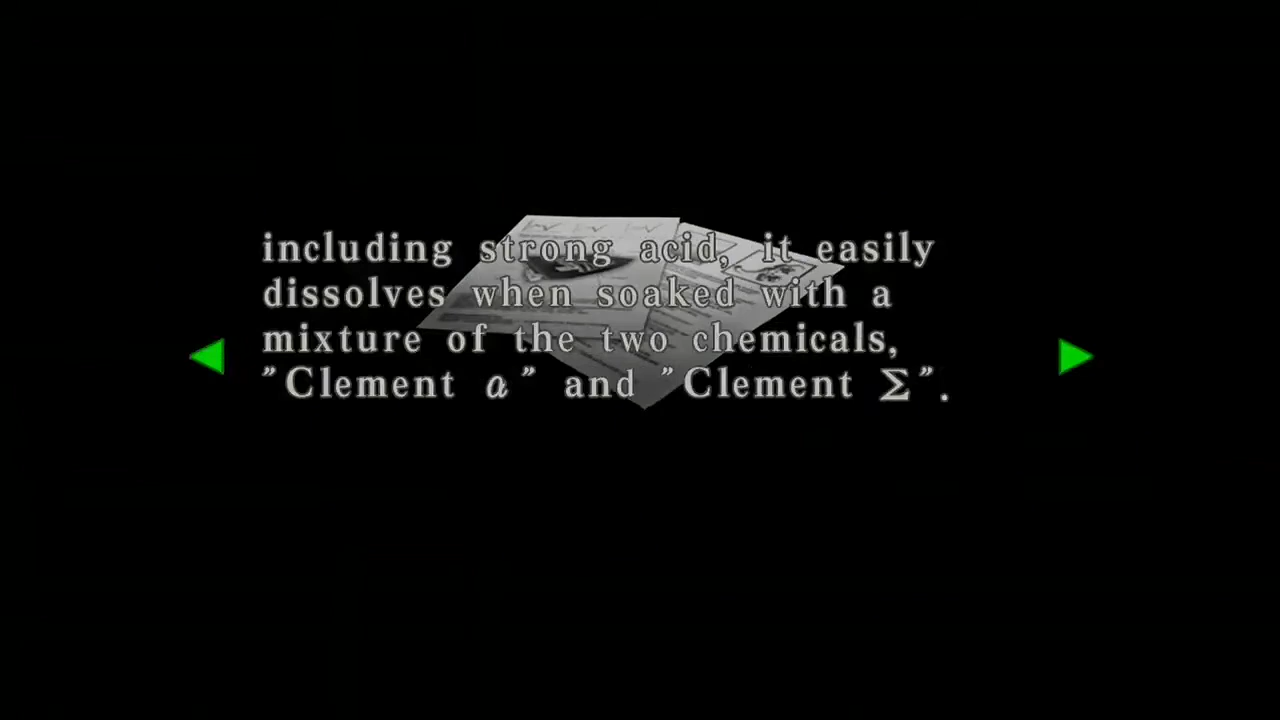 including strong acid, it easily
dissolves when soaked with a
mixture of the two chemicals,
"Clement α" and "Clement Σ".